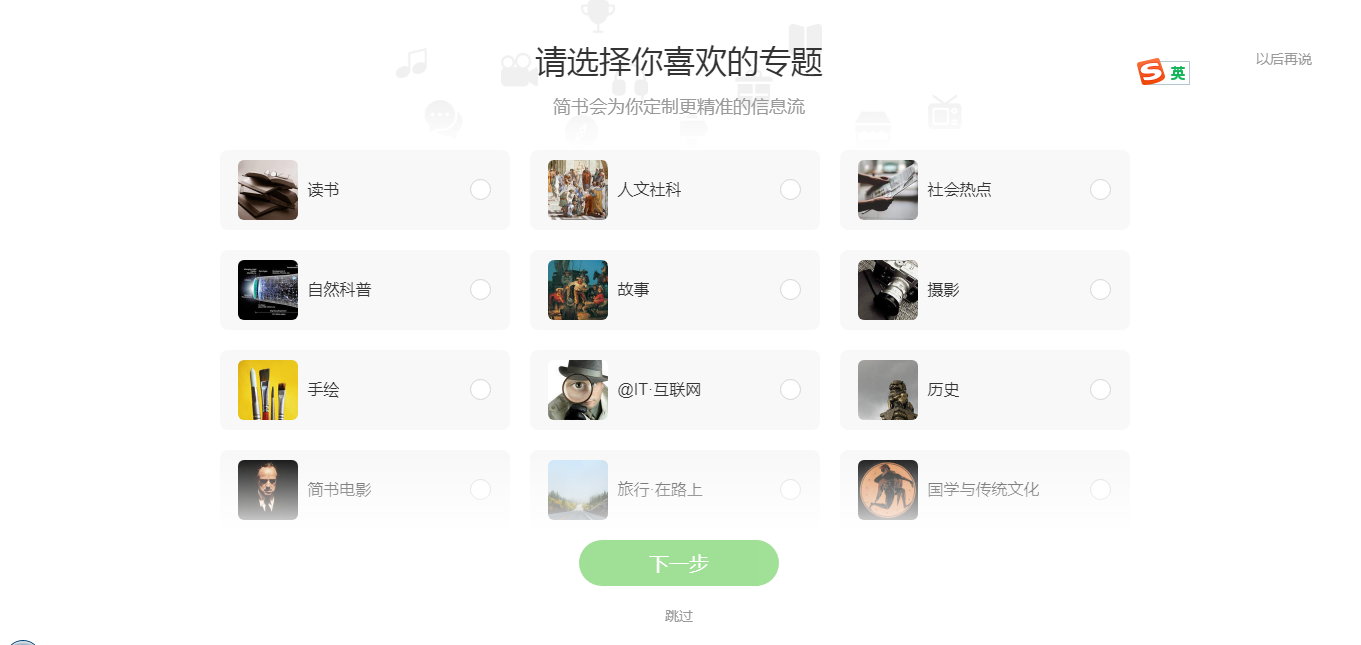 请选择你喜欢的专题
以后再说
英
简书会为你定制更精准的信息流
读书
人文社科
社会热点
自然科普
故事
摄影
手绘
@IT·互联网
历史
简书电影
旅行·在路上
国学与传统文化
下一步
跳过